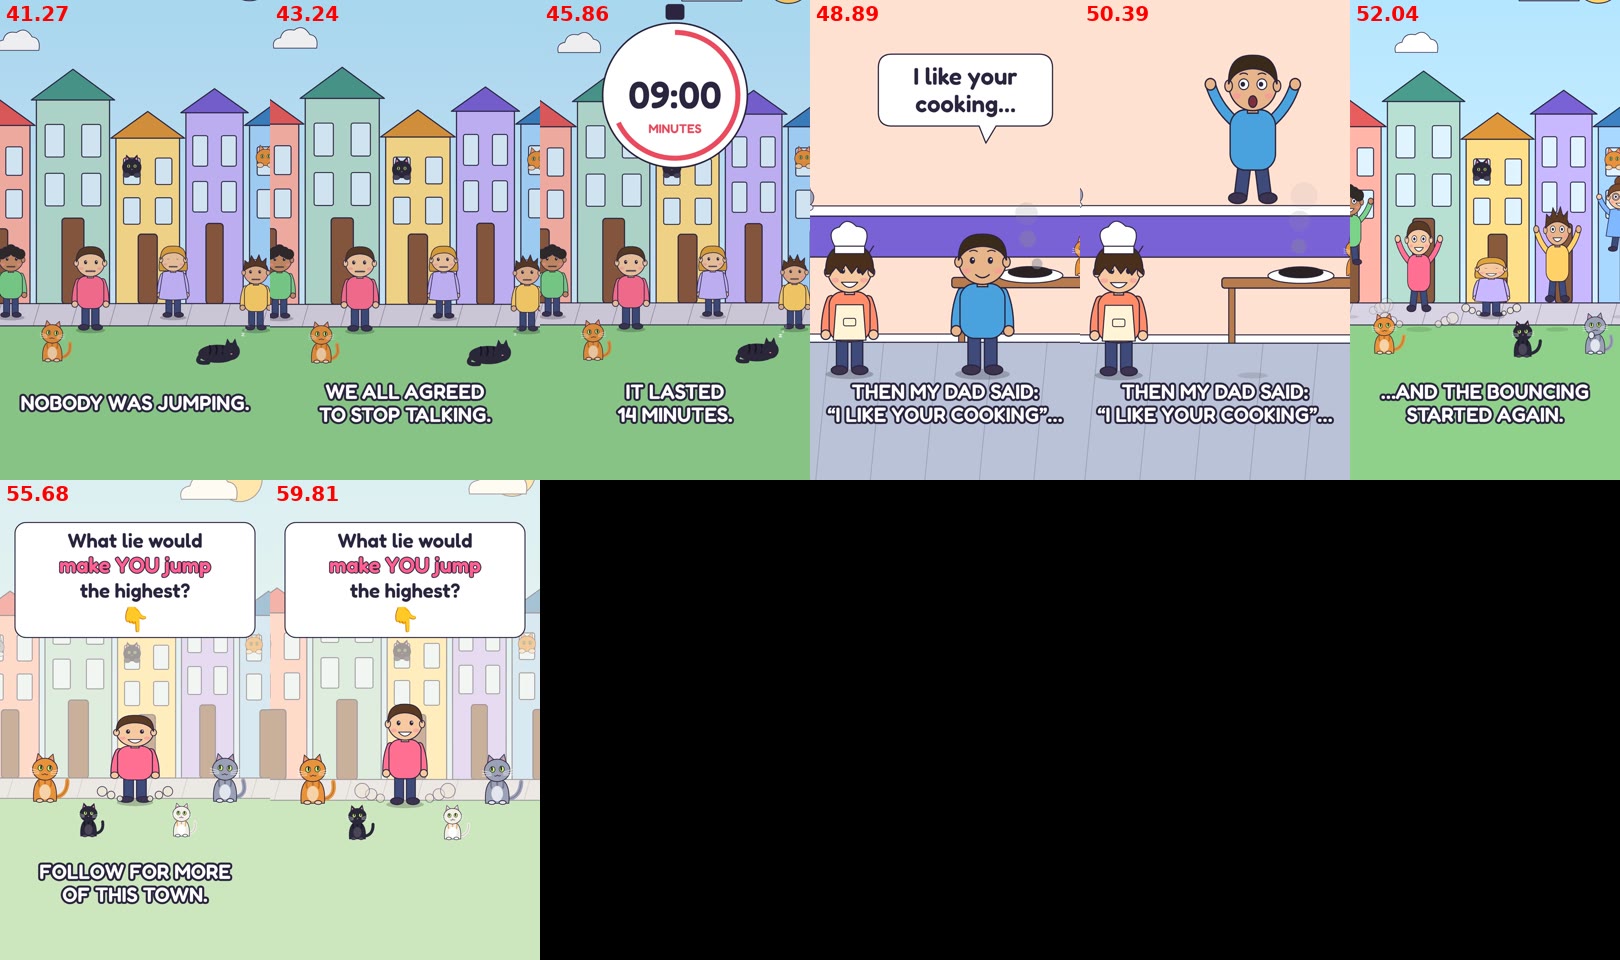 41.27
NOBODY WAS JUMPING.
43.24
WE ALL AGREED
TO STOP TALKING.
45.86
09:00
MINUTES
IT LASTED
14 MINUTES.
48.89
I like your
cooking...
THEN MY DAD SAID:
“I LIKE YOUR COOKING”...
50.39
THEN MY DAD SAID:
“I LIKE YOUR COOKING”...
52.04
...AND THE BOUNCING
STARTED AGAIN.
55.68
What lie would
make YOU jump
the highest?
FOLLOW FOR MORE
OF THIS TOWN.
59.81
What lie would
make YOU jump
the highest?